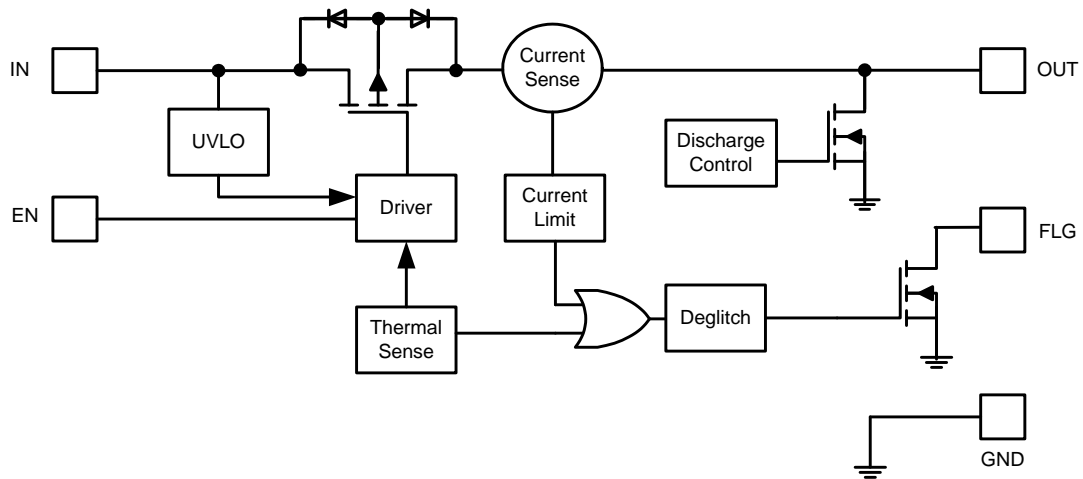 IN
Current
Sense
OUT
UVLO
Discharge
Control
Driver
Current
Limit
EN
FLG
Thermal
Sense
Deglitch
GND